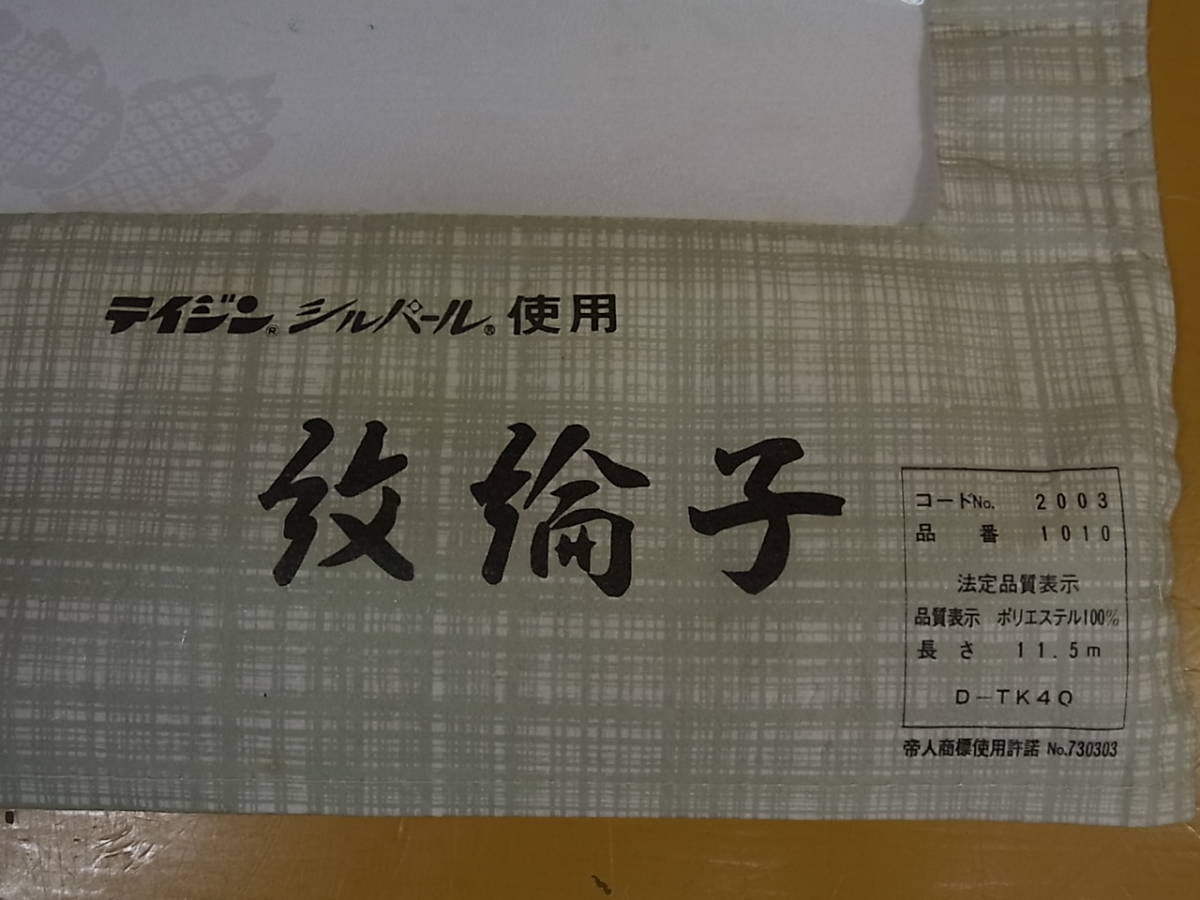 テイジン® シルパール® 使用
紋綸子
コードNo. 2003
品番 1010
法定品質表示
品質表示 ポリエステル100%
長さ 11.5m
D-TK4Q
帝人商標使用許諾 No.730303